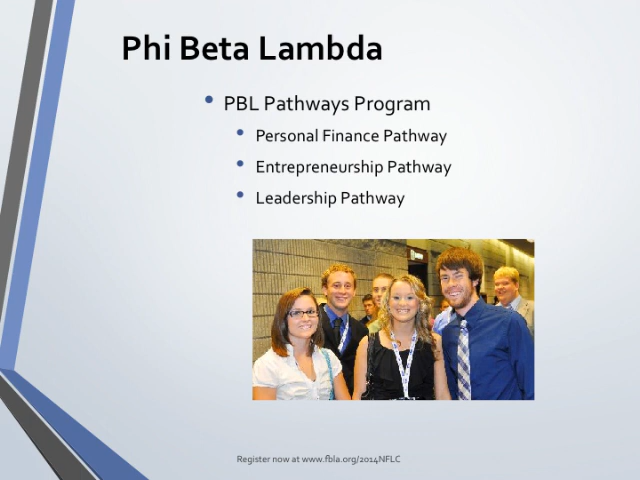 Phi Beta Lambda
• PBL Pathways Program
• Personal Finance Pathway
• Entrepreneurship Pathway
• Leadership Pathway
Register now at www.fbla.org/2014NFLC